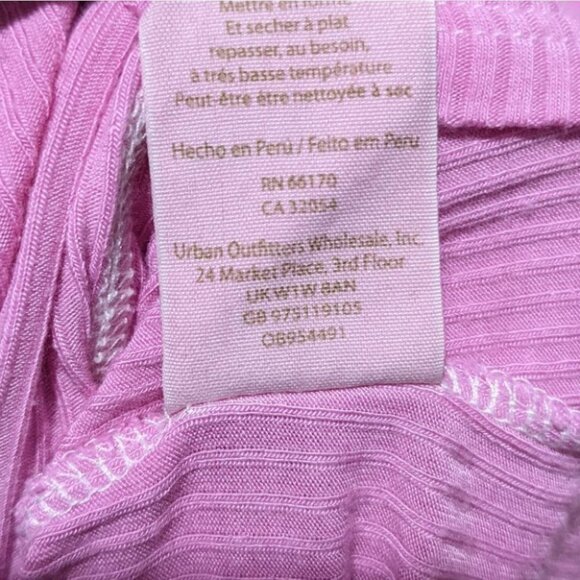 Mettre en forme
Et secher à plat
repasser, au besoin,
à trés basse température
Peut-être être nettoyée à sec
Hecho en Perú / Feito em Peru
RN 66170
CA 32054
Urban Outfitters Wholesale, Inc.
24 Market Place, 3rd Floor
UK W1W 8AN
GB 979119105
OB954491